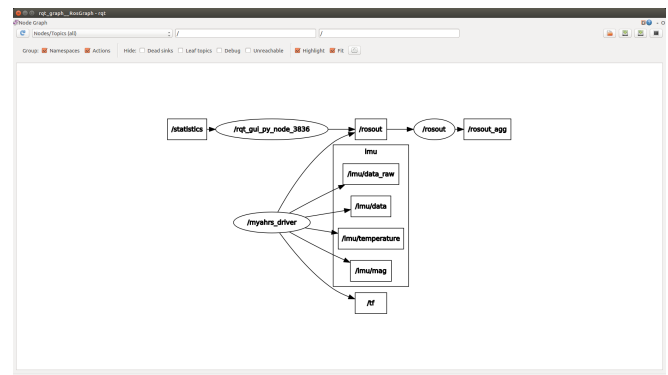 rqt_graph__RosGraph - rqt
Node Graph
Nodes/Topics (all)
/
/
Group:
Namespaces
Actions
Hide:
Dead sinks
Leaf topics
Debug
Unreachable
Highlight
Fit
/statistics
/rqt_gui_py_node_3836
/rosout
/rosout
/rosout_agg
imu
/imu/data_raw
/imu/data
/myahrs_driver
/imu/temperature
/imu/mag
/tf